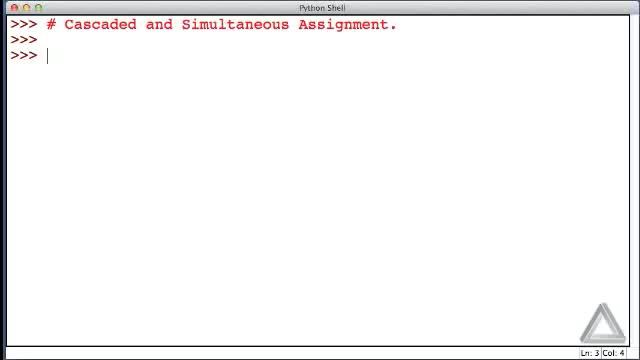 Python Shell
>>> # Cascaded and Simultaneous Assignment.
>>>
>>>
Ln: 3 Col: 4